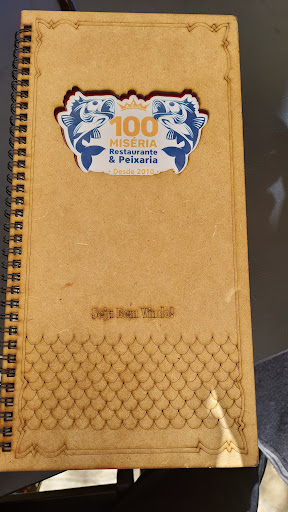 100
MISÉRIA
Restaurante
& Peixaria
- Desde 2010 -
Seja Bem Vindo!